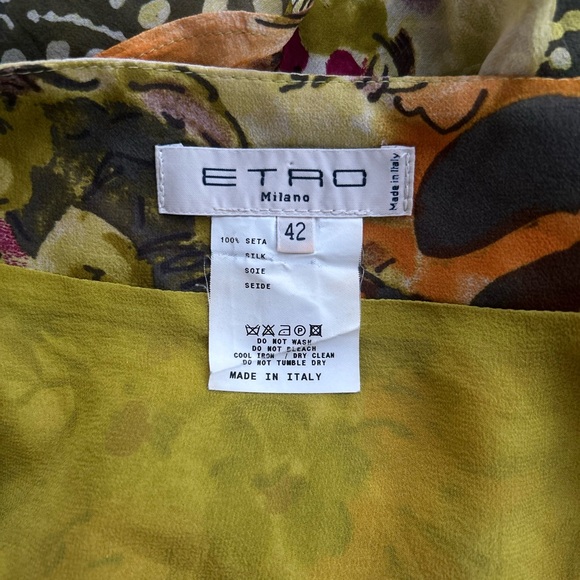 ETRO
Milano
Made in Italy
42
100% SETA
SILK
SOIE
SEIDE
DO NOT WASH
DO NOT BLEACH
COOL IRON / DRY CLEAN
DO NOT TUMBLE DRY
MADE IN ITALY